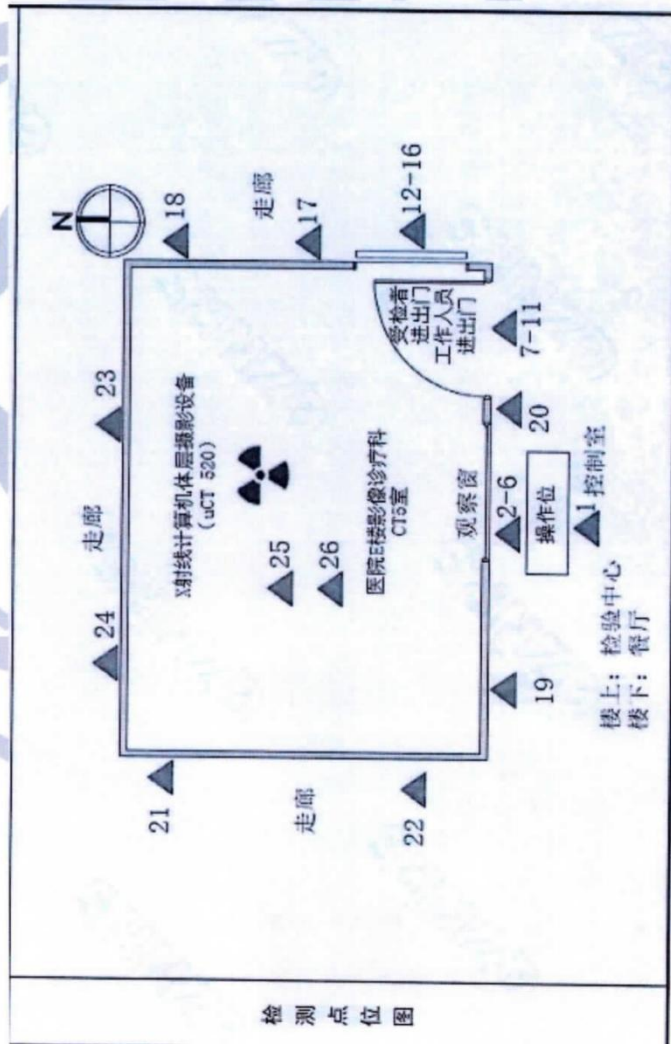 检测点位图
N
走廊
24
23
18
走廊
17
12-16
21
走廊
22
X射线计算机体层摄影设备
(uCT 520)
25
26
医院E楼影像诊疗科
CT5室
受检者
进出门
工作人员
进出门
观察窗
19
2-6
20
7-11
操作位
1 控制室
楼上：检验中心
楼下：餐厅